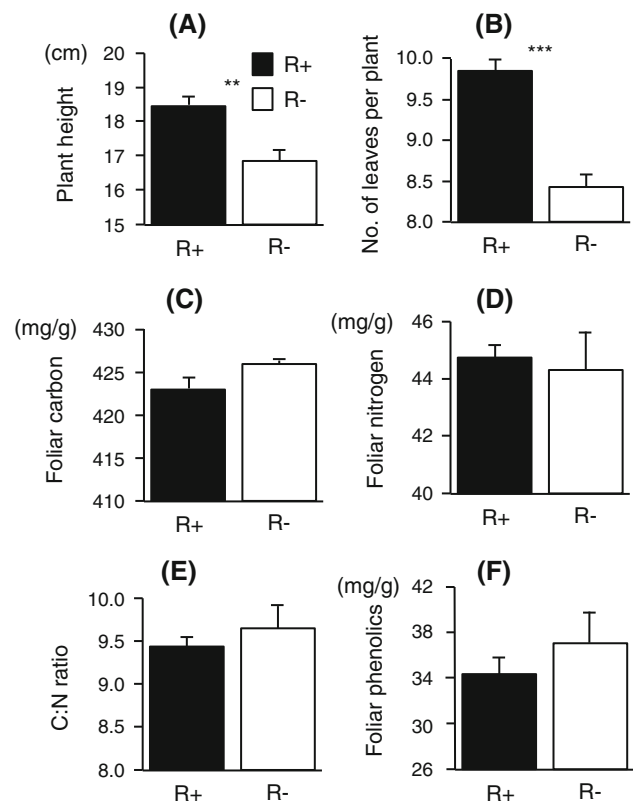 (A)
(cm)
Plant height
20
19
18
17
16
15
**
R+
R-
R+
R-
(B)
No. of leaves per plant
10.0
9.5
9.0
8.5
8.0
***
R+
R-
(C)
(mg/g)
Foliar carbon
430
425
420
415
410
R+
R-
(D)
(mg/g)
Foliar nitrogen
46
44
42
40
R+
R-
(E)
C:N ratio
10.0
9.5
9.0
8.5
8.0
R+
R-
(F)
(mg/g)
Foliar phenolics
42
38
34
30
26
R+
R-